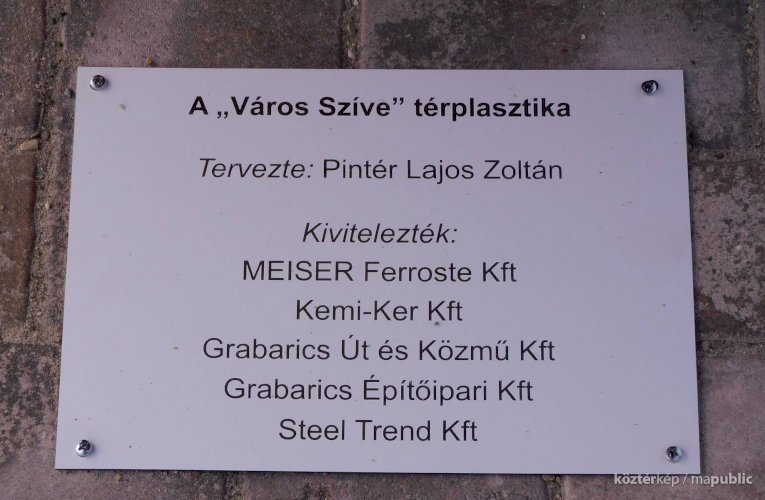 A „Város Szíve” térplasztika
Tervezte: Pintér Lajos Zoltán
Kivitelezték:
MEISER Ferroste Kft
Kemi-Ker Kft
Grabarics Út és Közmű Kft
Grabarics Építőipari Kft
Steel Trend Kft
köztérkép / mapublic